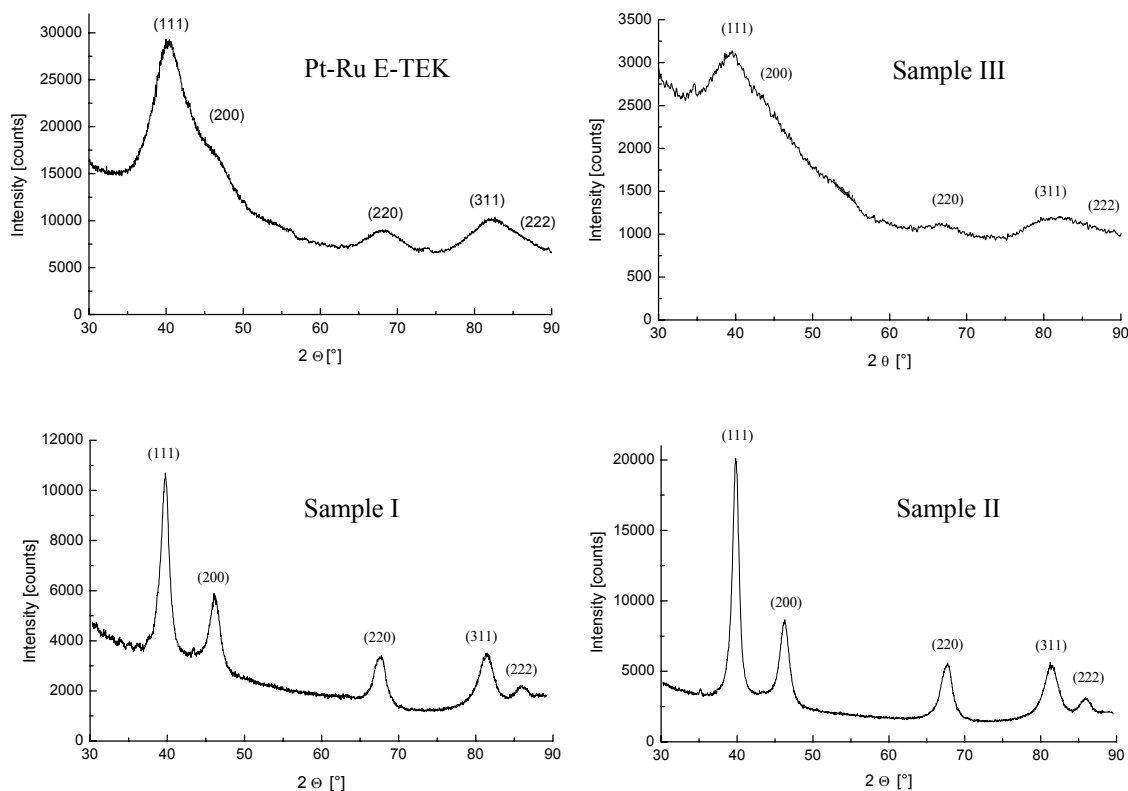 Pt-Ru E-TEK
(111)
(200)
(220)
(311)
(222)
Intensity [counts]
30000
25000
20000
15000
10000
5000
0
30 40 50 60 70 80 90
2 Θ [°]
Sample III
(111)
(200)
(220)
(311)
(222)
Intensity [counts]
3500
3000
2500
2000
1500
1000
500
0
30 40 50 60 70 80 90
2 θ [°]
Sample I
(111)
(200)
(220)
(311)
(222)
Intensity [counts]
12000
10000
8000
6000
4000
2000
0
30 40 50 60 70 80 90
2 Θ [°]
Sample II
(111)
(200)
(220)
(311)
(222)
Intensity [counts]
20000
15000
10000
5000
0
30 40 50 60 70 80 90
2 Θ [°]